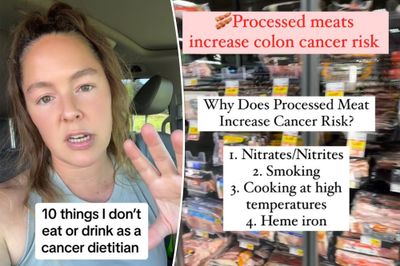 10 things I don't
eat or drink as a
cancer dietitian
🥓Processed meats
increase colon cancer risk
Why Does Processed Meat
Increase Cancer Risk?
1. Nitrates/Nitrites
2. Smoking
3. Cooking at high
temperatures
4. Heme iron